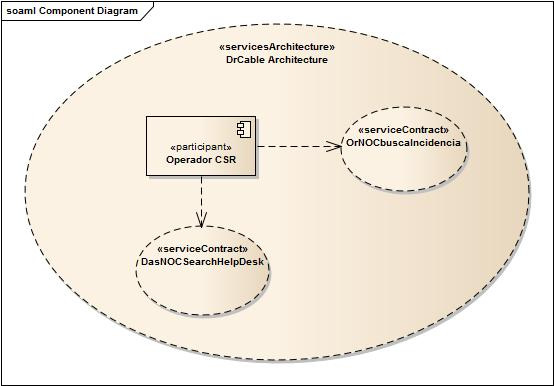 soaml Component Diagram
«servicesArchitecture»
DrCable Architecture
«participant»
Operador CSR
«serviceContract»
OrNOCbuscaIncidencia
«serviceContract»
DasNOCSearchHelpDesk